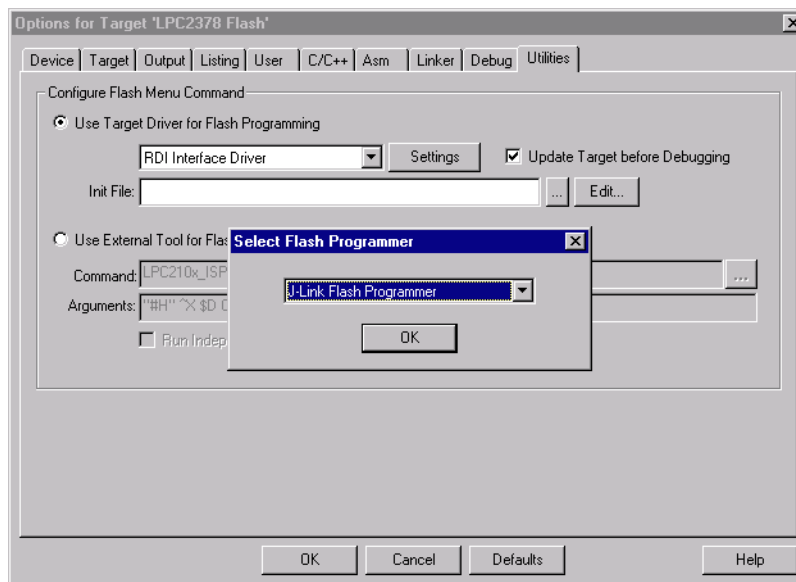 Options for Target 'LPC2378 Flash'
Device Target Output Listing User C/C++ Asm Linker Debug Utilities
Configure Flash Menu Command
Use Target Driver for Flash Programming
RDI Interface Driver Settings Update Target before Debugging
Init File: ... Edit...
Use External Tool for Flas
Select Flash Programmer
Command: LPC210x_ISP ...
J-Link Flash Programmer
Arguments: "#H" ^X $D
OK
Run Indep
OK Cancel Defaults Help